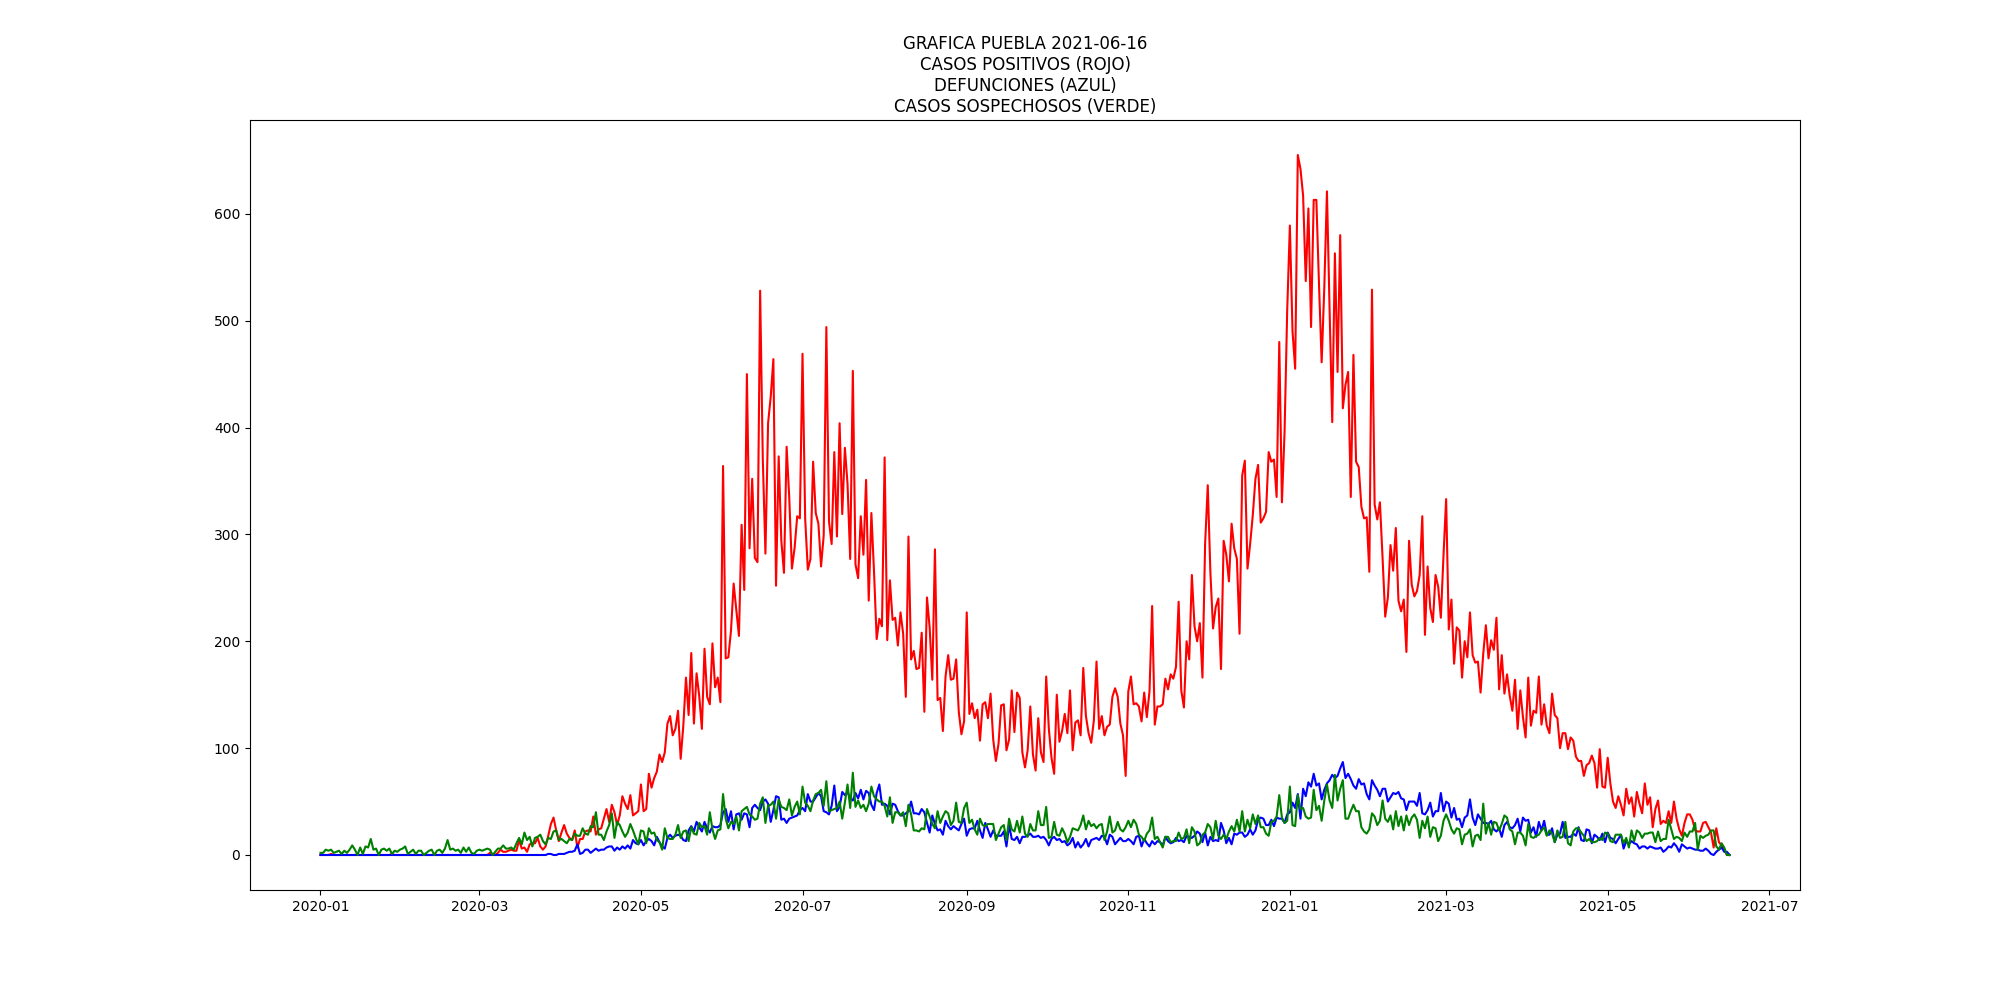 GRAFICA PUEBLA 2021-06-16
CASOS POSITIVOS (ROJO)
DEFUNCIONES (AZUL)
CASOS SOSPECHOSOS (VERDE)
600
500
400
300
200
100
0
2020-01 2020-03 2020-05 2020-07 2020-09 2020-11 2021-01 2021-03 2021-05 2021-07